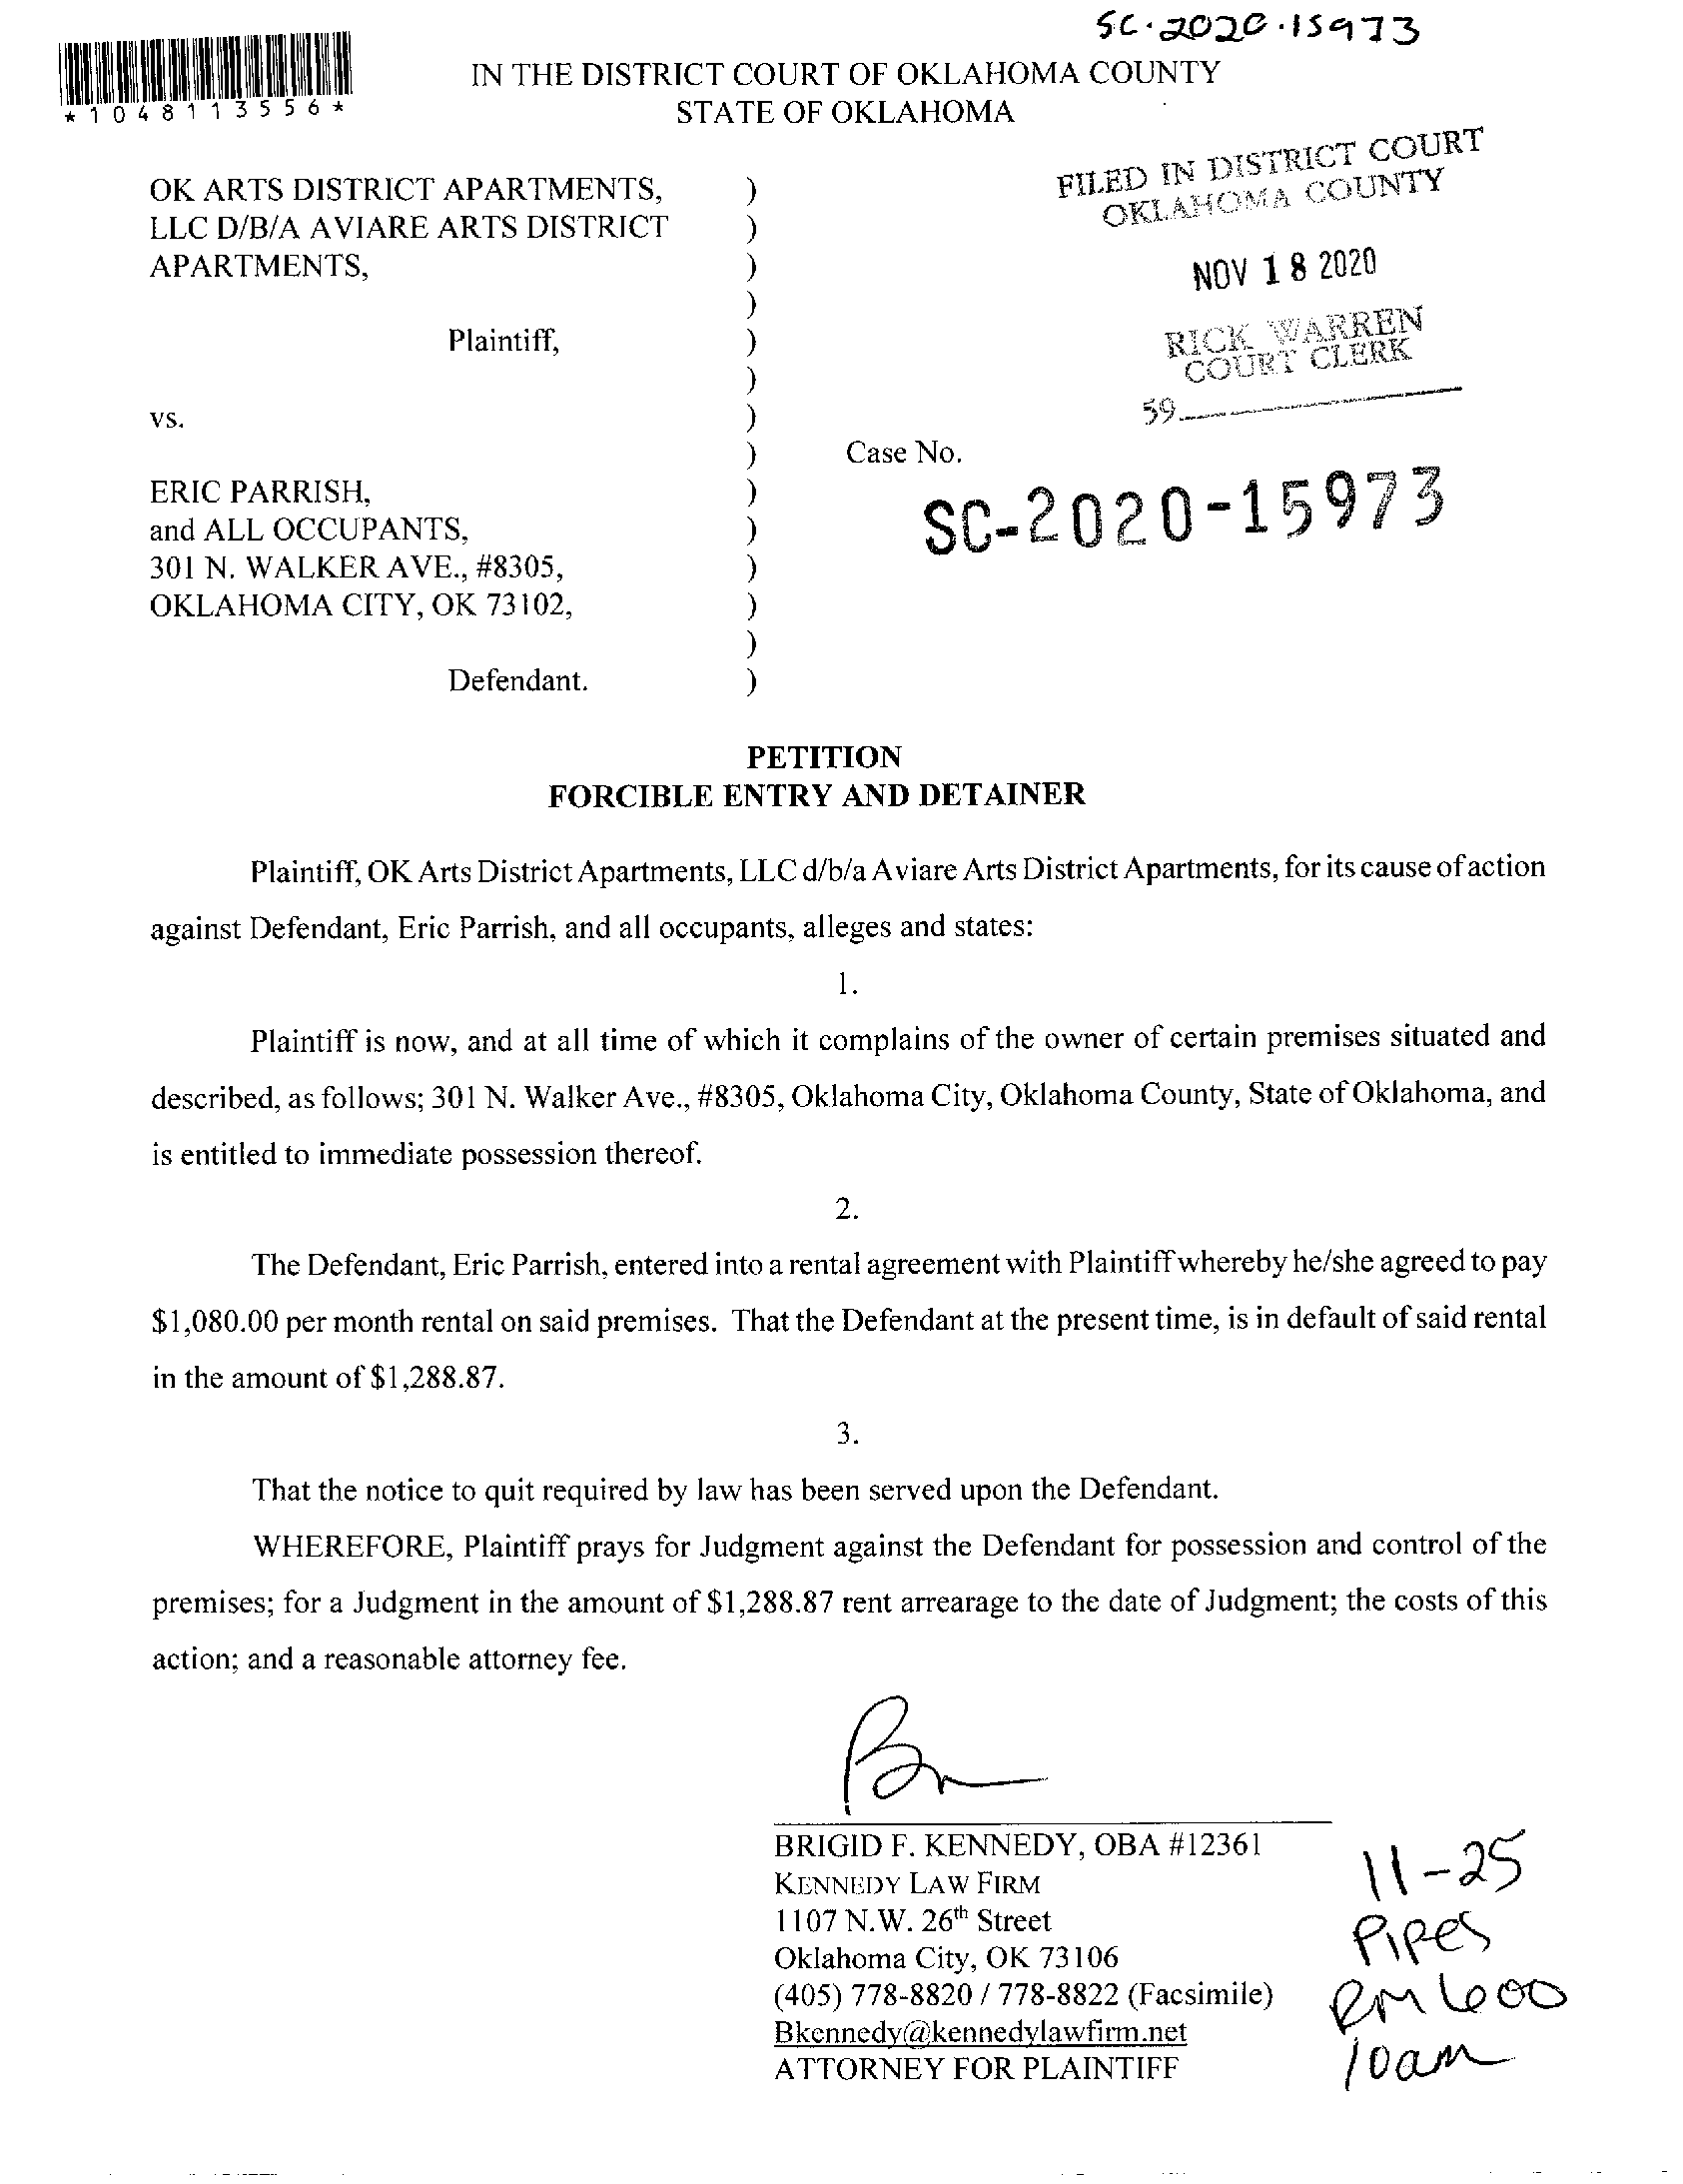 SC-2020-15973
*1048113556*
IN THE DISTRICT COURT OF OKLAHOMA COUNTY
STATE OF OKLAHOMA
FILED IN DISTRICT COURT
OKLAHOMA COUNTY
NOV 18 2020
RICK WARREN
COURT CLERK
59
OK ARTS DISTRICT APARTMENTS, )
LLC D/B/A AVIARE ARTS DISTRICT )
APARTMENTS, )
)
Plaintiff, )
)
vs. )
) Case No.
SC-2020-15973
ERIC PARRISH, )
and ALL OCCUPANTS, )
301 N. WALKER AVE., #8305, )
OKLAHOMA CITY, OK 73102, )
)
Defendant. )
PETITION
FORCIBLE ENTRY AND DETAINER
Plaintiff, OK Arts District Apartments, LLC d/b/a Aviare Arts District Apartments, for its cause of action
against Defendant, Eric Parrish, and all occupants, alleges and states:
1.
Plaintiff is now, and at all time of which it complains of the owner of certain premises situated and
described, as follows; 301 N. Walker Ave., #8305, Oklahoma City, Oklahoma County, State of Oklahoma, and
is entitled to immediate possession thereof.
2.
The Defendant, Eric Parrish, entered into a rental agreement with Plaintiff whereby he/she agreed to pay
$1,080.00 per month rental on said premises. That the Defendant at the present time, is in default of said rental
in the amount of $1,288.87.
3.
That the notice to quit required by law has been served upon the Defendant.
WHEREFORE, Plaintiff prays for Judgment against the Defendant for possession and control of the
premises; for a Judgment in the amount of $1,288.87 rent arrearage to the date of Judgment; the costs of this
action; and a reasonable attorney fee.
BRIGID F. KENNEDY, OBA #12361
KENNEDY LAW FIRM
1107 N.W. 26th Street
Oklahoma City, OK 73106
(405) 778-8820 / 778-8822 (Facsimile)
Bkennedy@kennedylawfirm.net
ATTORNEY FOR PLAINTIFF
11-25
Pipes
Rm 600
10am